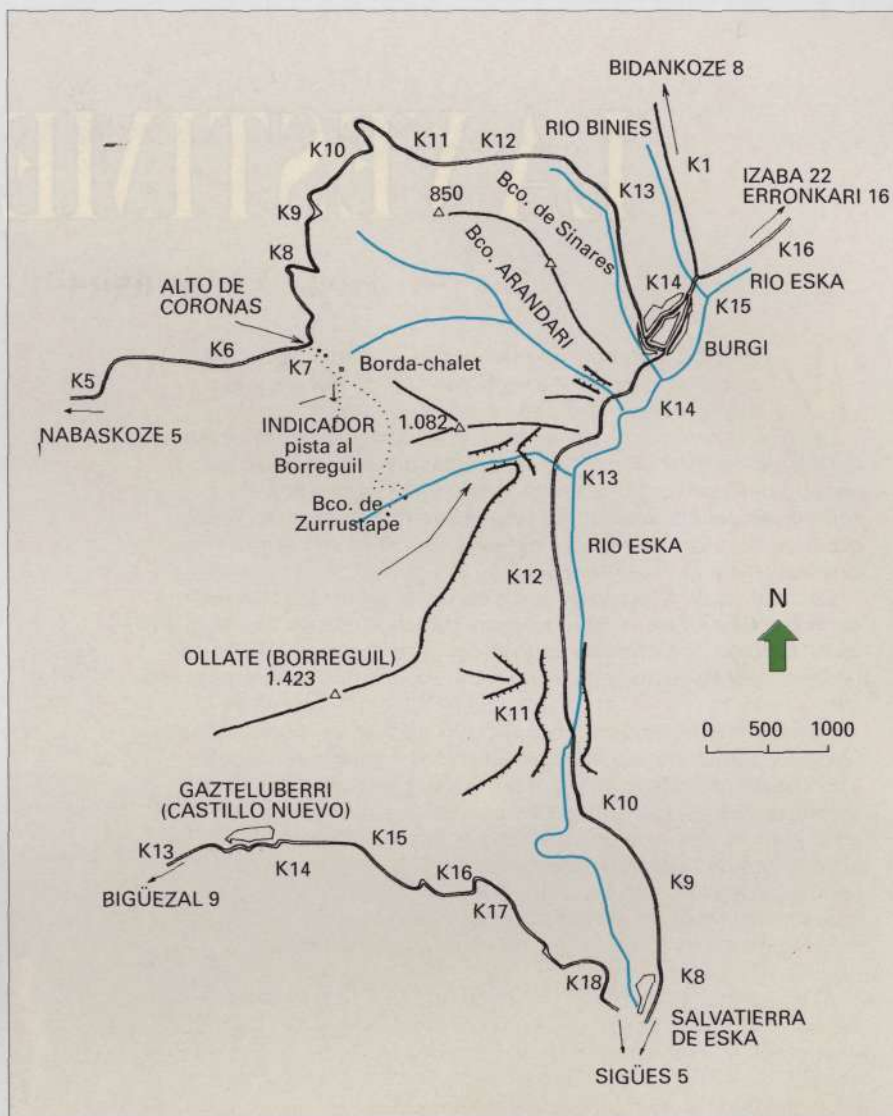 BIDANKOZE 8
RIO BINIES
K10
K11
K12
K1
IZABA 22
ERRONKARI 16
K13
K9
850
Bco. de Sinares
K16
K8
Bco. ARANDARI
K14
RIO ESKA
ALTO DE
CORONAS
K15
K6
BURGI
K7
Borda-chalet
K5
K14
NABASKOZE 5
INDICADOR
pista al
Borreguil
1.082
K13
Bco. de
Zurrustape
RIO ESKA
K12
N
OLLATE (BORREGUIL)
1.423
K11
0 500 1000
GAZTELUBERRI
(CASTILLO NUEVO)
K10
K13
K14
K15
K16
K9
BIGÜEZAL 9
K17
K18
K8
SALVATIERRA
DE ESKA
SIGÜES 5